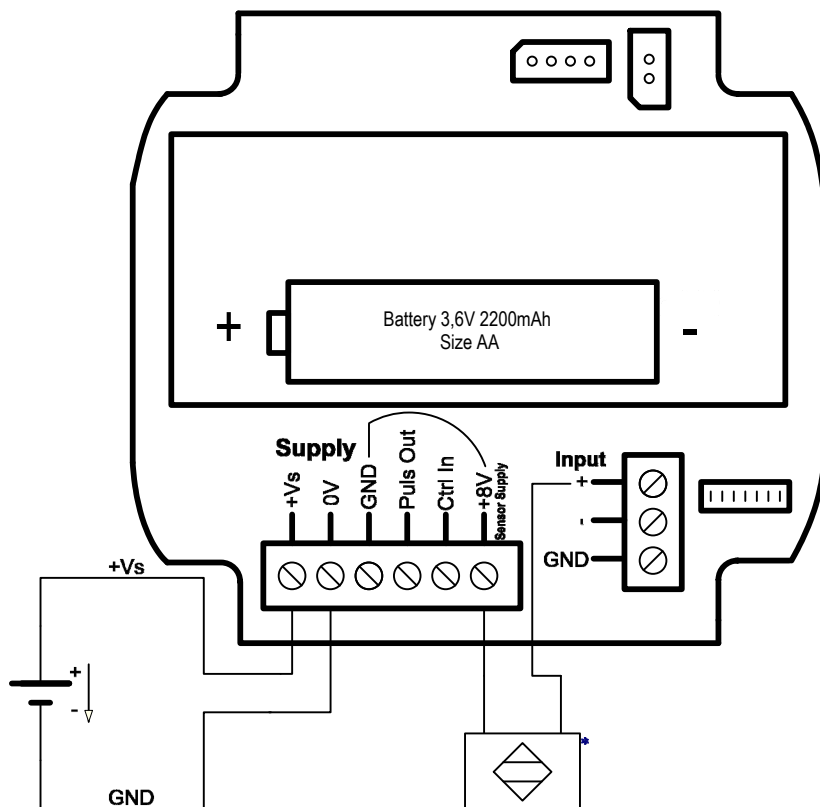 Battery 3,6V 2200mAh
Size AA
+
-
Supply
+Vs
0V
GND
Puls Out
Ctrl In
+8V
Sensor Supply
Input
+
-
GND
+Vs
+
-
*
GND